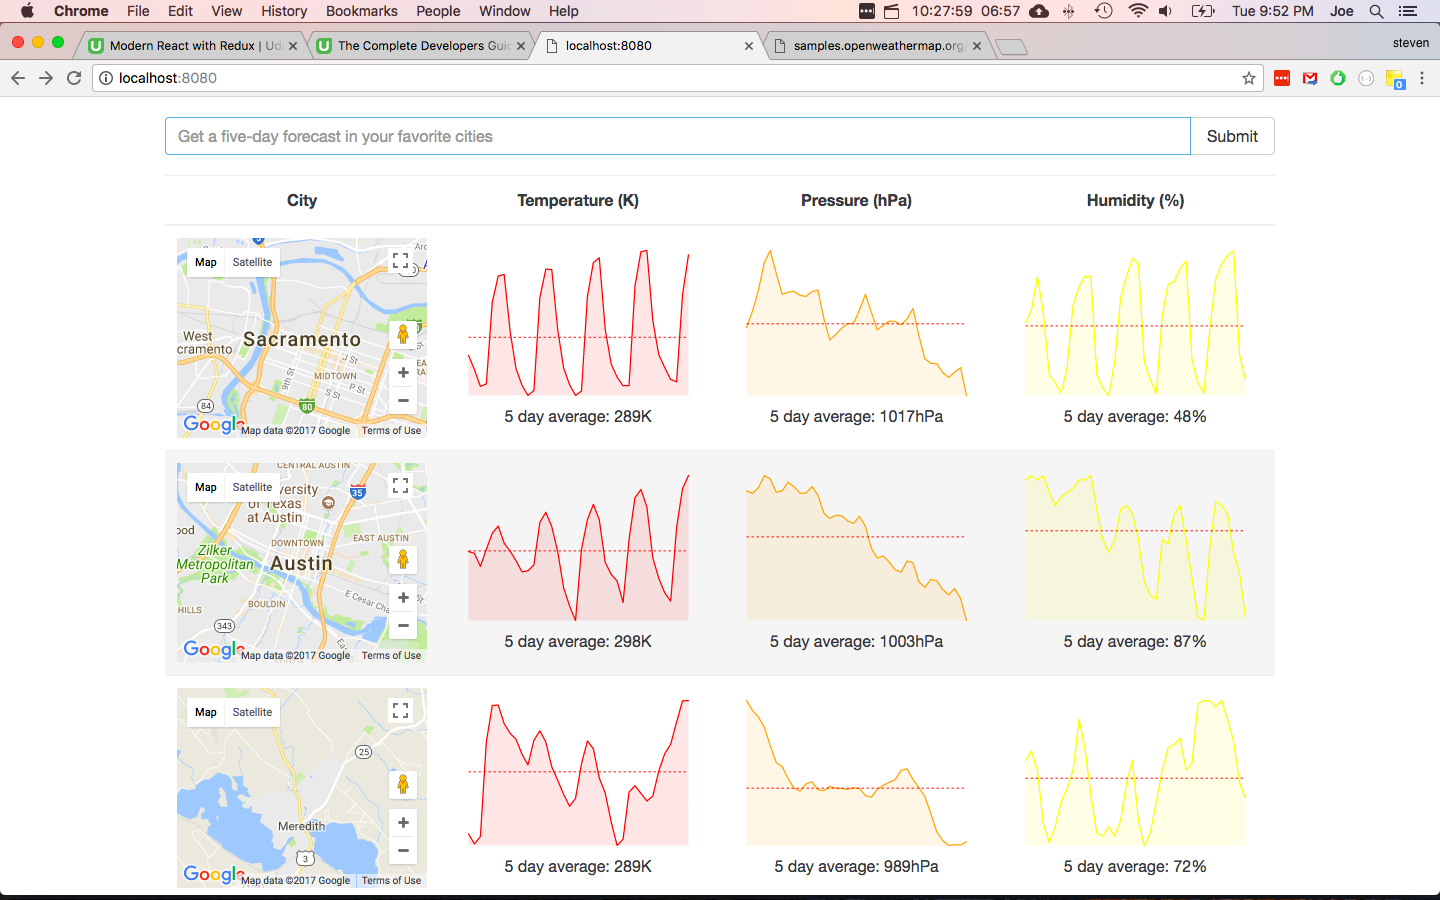 Chrome File Edit View History Bookmarks People Window Help 10:27:59 06:57 Tue 9:52 PM Joe
Modern React with Redux | Ud
The Complete Developers Guid
localhost:8080
samples.openweathermap.org/
steven
localhost:8080
0
Get a five-day forecast in your favorite cities
Submit
City Temperature (K) Pressure (hPa) Humidity (%)
Map Satellite
West
cramento
Sacramento
J St
9th St
MIDTOWN
P St
S St
84
80
Google Map data ©2017 Google Terms of Use
5 day average: 289K
5 day average: 1017hPa
5 day average: 48%
CENTRAL AUSTIN
Map Satellite
versity
of Texas
at Austin
35
ood
DOWNTOWN
EAST AUSTIN
Zilker
Metropolitan
Park
Austin
HILLS
BOULDIN
E Cesar Cha
St
343
Google Map data ©2017 Google Terms of Use
5 day average: 298K
5 day average: 1003hPa
5 day average: 87%
Map Satellite
25
Meredith
3
Google Map data ©2017 Google Terms of Use
5 day average: 289K
5 day average: 989hPa
5 day average: 72%